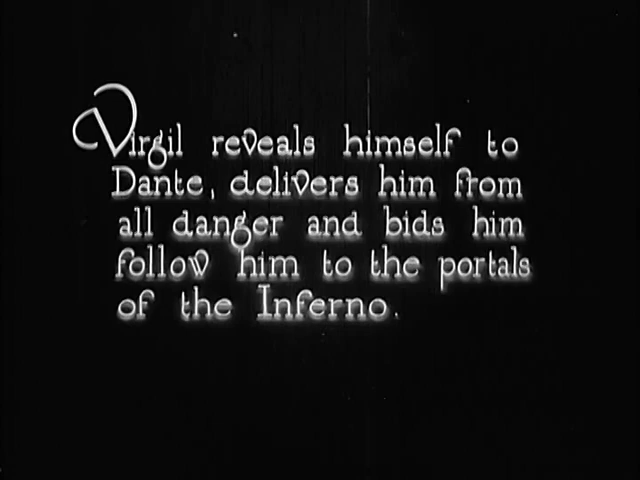 Virgil reveals himself to
Dante, delivers him from
all danger and bids him
follow him to the portals
of the Inferno.